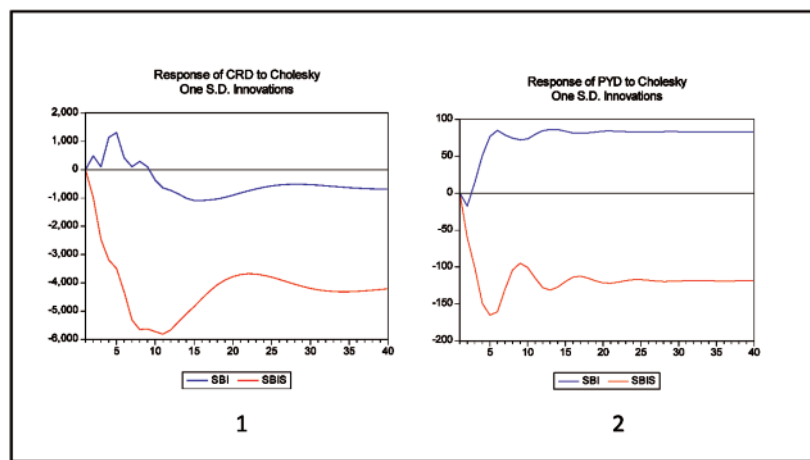 Response of CRD to Cholesky
One S.D. Innovations
2,000
1,000
0
-1,000
-2,000
-3,000
-4,000
-5,000
-6,000
5 10 15 20 25 30 35 40
SBI SBIS
1
Response of PYD to Cholesky
One S.D. Innovations
100
50
0
-50
-100
-150
-200
5 10 15 20 25 30 35 40
SBI SBIS
2